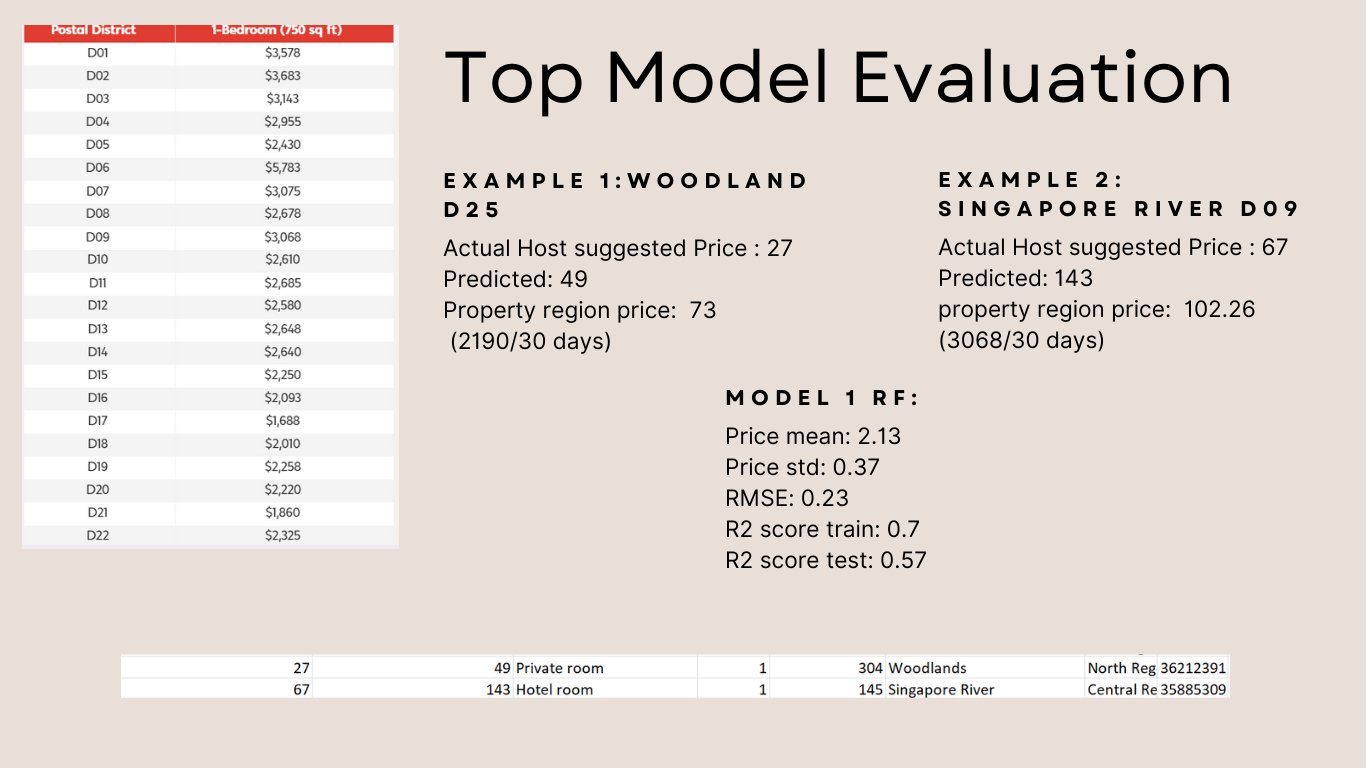 Postal District 1-Bedroom (750 sq ft)
D01 $3,578
D02 $3,683
D03 $3,143
D04 $2,955
D05 $2,430
D06 $5,783
D07 $3,075
D08 $2,678
D09 $3,068
D10 $2,610
D11 $2,685
D12 $2,580
D13 $2,648
D14 $2,640
D15 $2,250
D16 $2,093
D17 $1,688
D18 $2,010
D19 $2,258
D20 $2,220
D21 $1,860
D22 $2,325
Top Model Evaluation
EXAMPLE 1:WOODLAND
D25
Actual Host suggested Price : 27
Predicted: 49
Property region price: 73
(2190/30 days)
EXAMPLE 2:
SINGAPORE RIVER D09
Actual Host suggested Price : 67
Predicted: 143
property region price: 102.26
(3068/30 days)
MODEL 1 RF:
Price mean: 2.13
Price std: 0.37
RMSE: 0.23
R2 score train: 0.7
R2 score test: 0.57
27 49 Private room 1 304 Woodlands North Reg 36212391
67 143 Hotel room 1 145 Singapore River Central Re 35885309